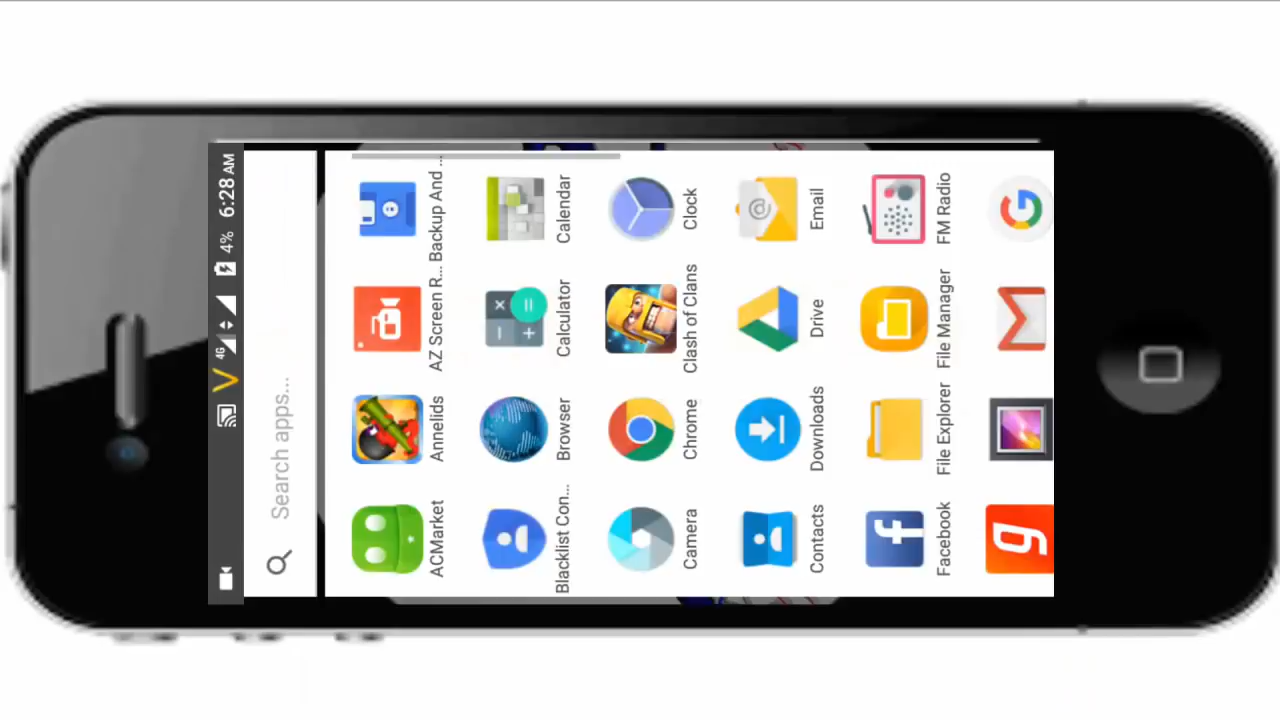 4G 4% 6:28 AM
Search apps...
ACMarket Annelids AZ Screen R... Backup And ...
Blacklist Con... Browser Calculator Calendar
Camera Chrome Clash of Clans Clock
Contacts Downloads Drive Email
Facebook File Explorer File Manager FM Radio